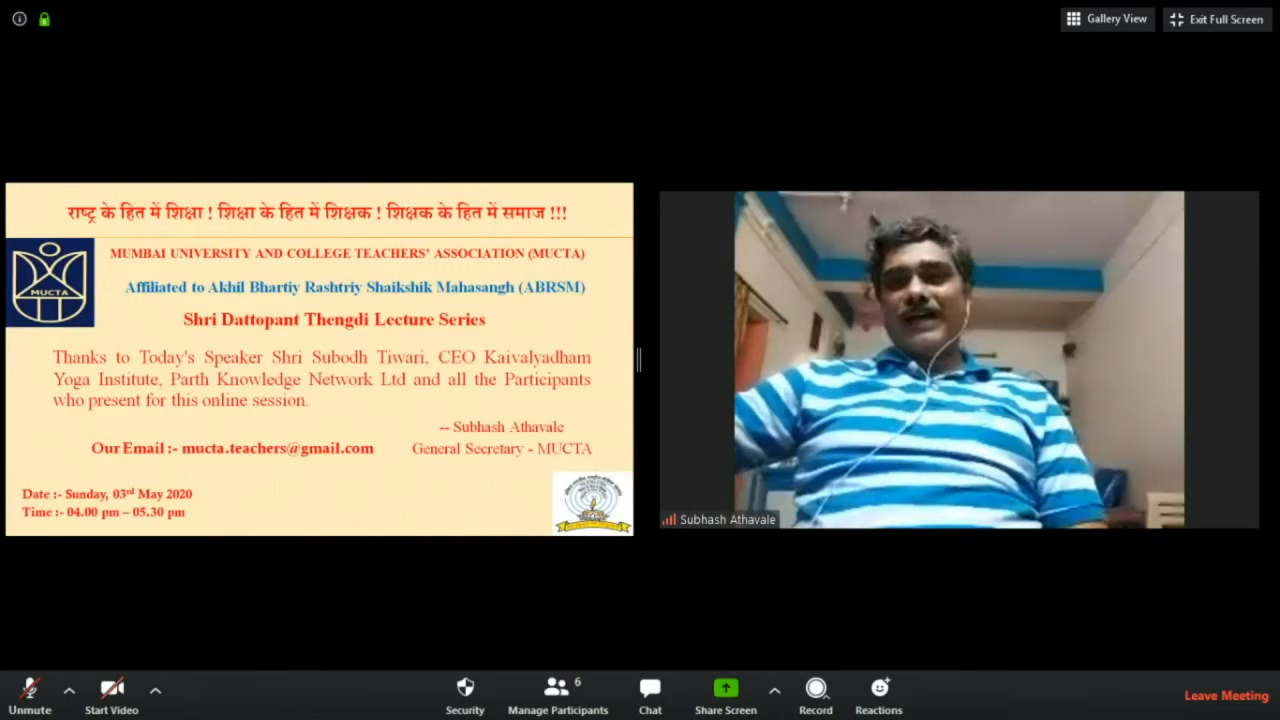 Gallery View
Exit Full Screen
राष्ट्र के हित में शिक्षा ! शिक्षा के हित में शिक्षक ! शिक्षक के हित में समाज !!!
MUMBAI UNIVERSITY AND COLLEGE TEACHERS' ASSOCIATION (MUCTA)
Affiliated to Akhil Bhartiy Rashtriy Shaikshik Mahasangh (ABRSM)
MUCTA
Shri Dattopant Thengdi Lecture Series
Thanks to Today's Speaker Shri Subodh Tiwari, CEO Kaivalyadham
Yoga Institute, Parth Knowledge Network Ltd and all the Participants
who present for this online session.
-- Subhash Athavale
Our Email :- mucta.teachers@gmail.com
General Secretary - MUCTA
Date :- Sunday, 03rd May 2020
Time :- 04.00 pm – 05.30 pm
Subhash Athavale
Unmute
Start Video
Security
6
Manage Participants
Chat
Share Screen
Record
Reactions
Leave Meeting